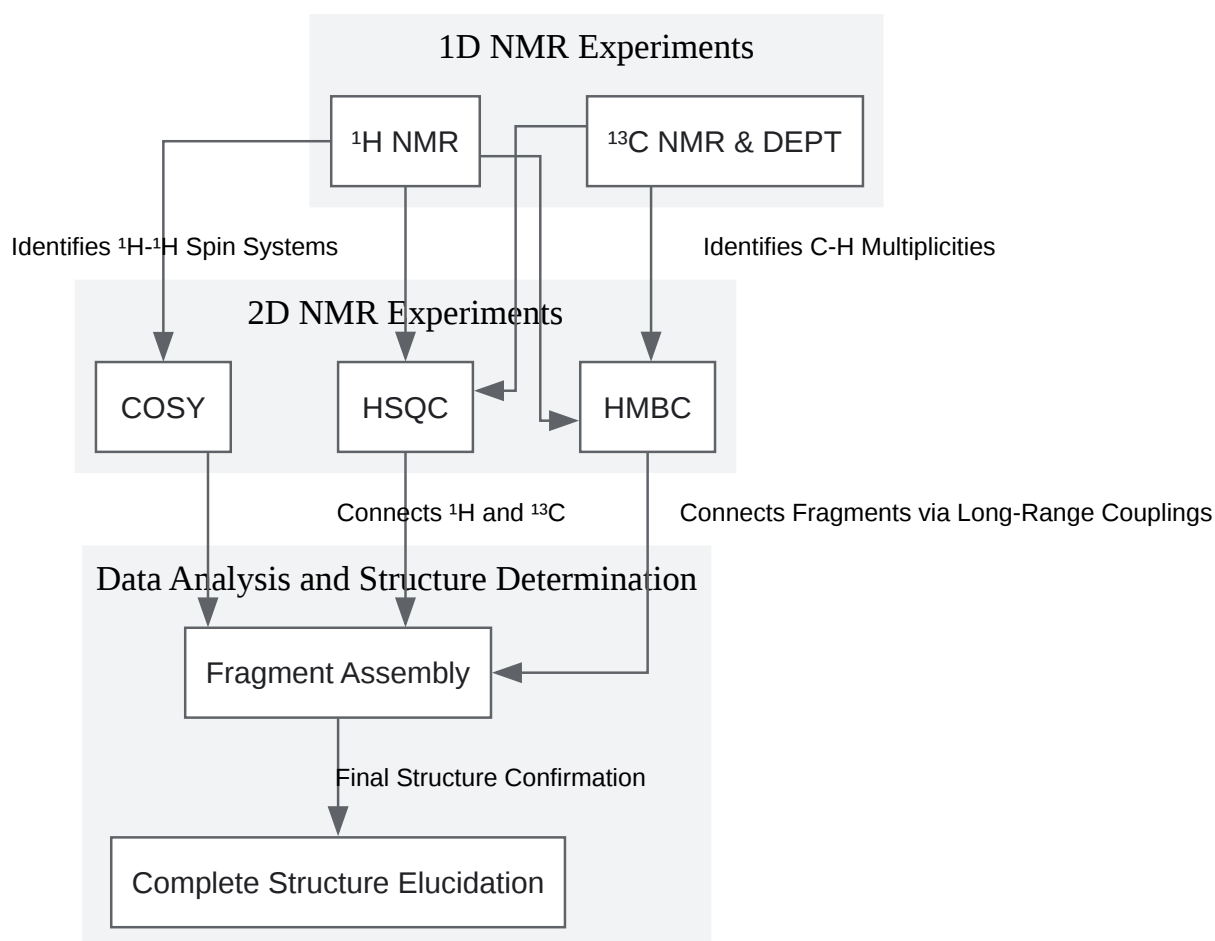 1D NMR Experiments
¹H NMR
¹³C NMR & DEPT
Identifies ¹H-¹H Spin Systems
Identifies C-H Multiplicities
2D NMR Experiments
COSY
HSQC
HMBC
Connects ¹H and ¹³C
Connects Fragments via Long-Range Couplings
Data Analysis and Structure Determination
Fragment Assembly
Final Structure Confirmation
Complete Structure Elucidation